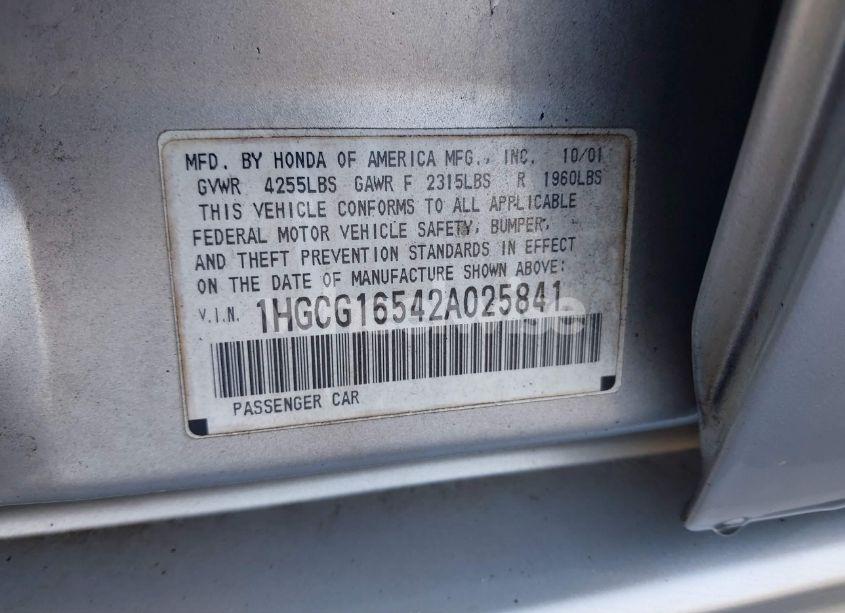 MFD. BY HONDA OF AMERICA MFG., INC. 10/01
GVWR 4255LBS GAWR F 2315LBS R 1960LBS
THIS VEHICLE CONFORMS TO ALL APPLICABLE
FEDERAL MOTOR VEHICLE SAFETY, BUMPER,
AND THEFT PREVENTION STANDARDS IN EFFECT
ON THE DATE OF MANUFACTURE SHOWN ABOVE:
V.I.N. 1HGCG16542A025841
PASSENGER CAR